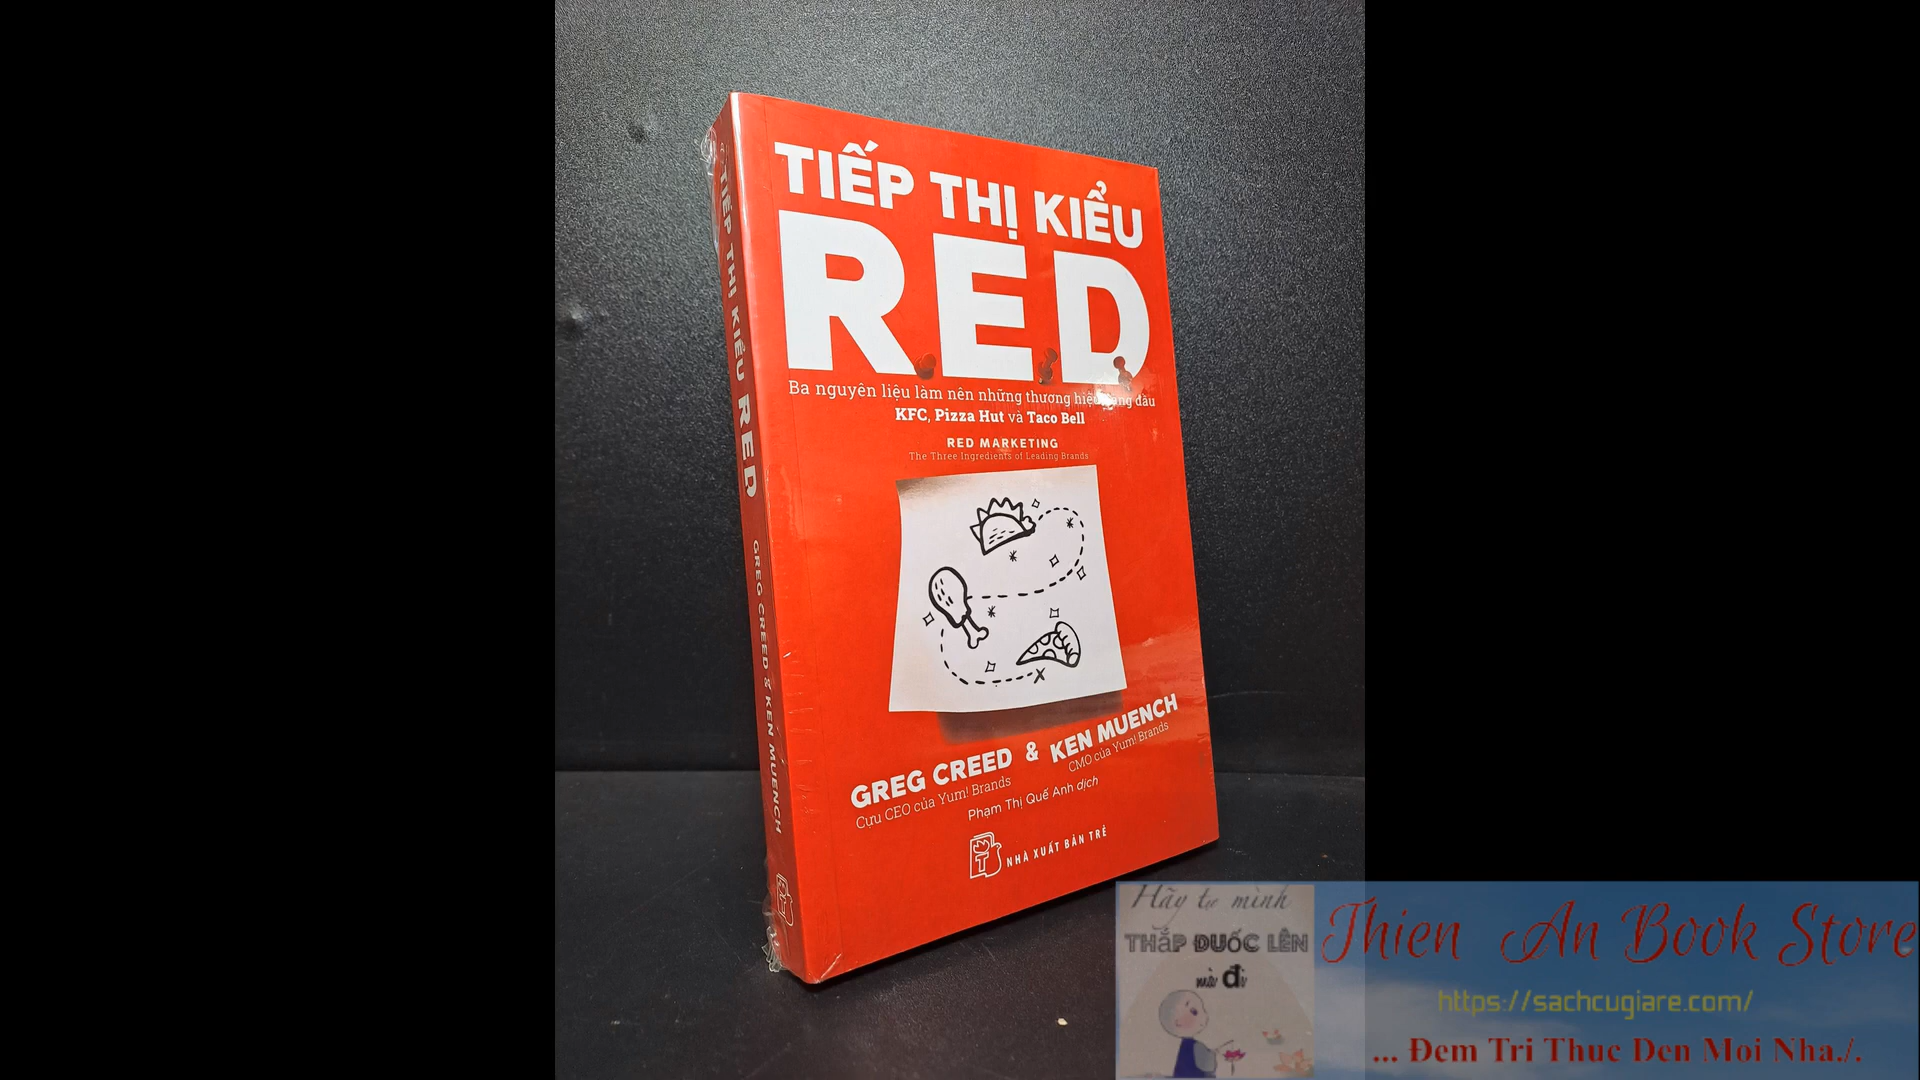 TIẾP THỊ KIỂU
R.E.D
Ba nguyên liệu làm nên những thương hiệu hàng đầu
KFC, Pizza Hut và Taco Bell
RED MARKETING
The Three Ingredients of Leading Brands
GREG CREED & KEN MUENCH
Cựu CEO của Yum! Brands
CMO của Yum! Brands
Phạm Thị Quế Anh dịch
NHÀ XUẤT BẢN TRẺ
TIẾP THỊ KIỂU RED
GREG CREED & KEN MUENCH
Hãy tự mình
THẮP ĐUỐC LÊN
mà đi
Thien An Book Store
https://sachcugiare.com/
... Đem Tri Thuc Den Moi Nha./.